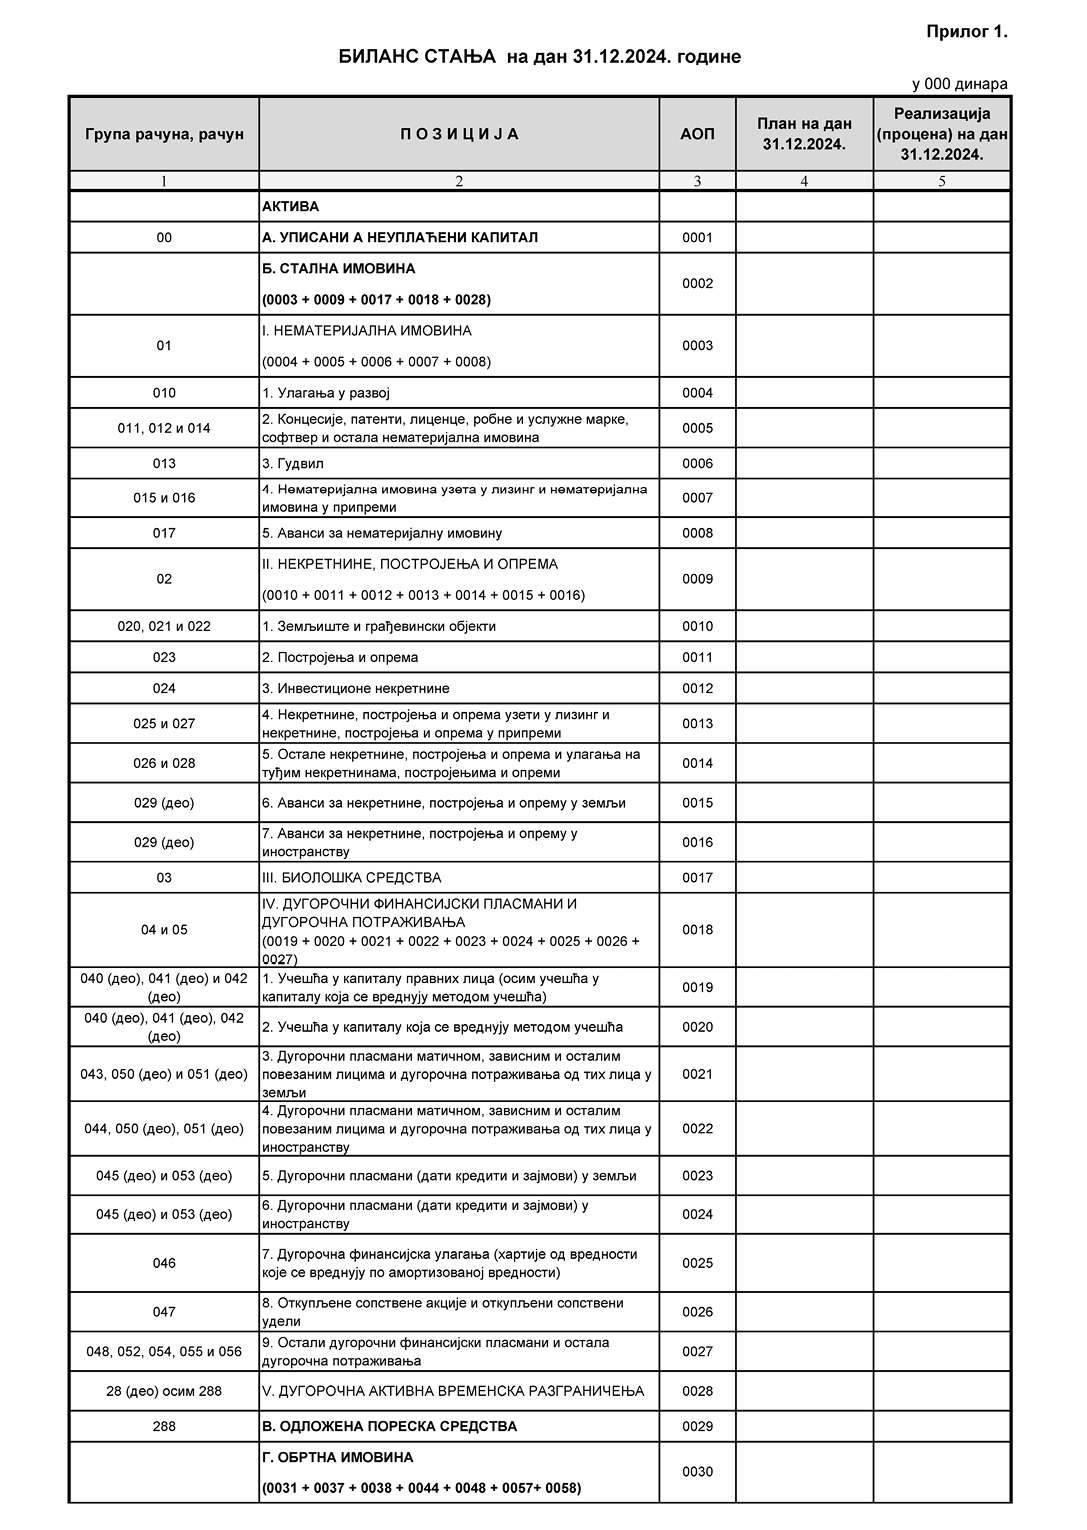 Прилог 1.
БИЛАНС СТАЊА на дан 31.12.2024. године
у 000 динара
Група рачуна, рачун
П О З И Ц И Ј А
АОП
План на дан
31.12.2024.
Реализација
(процена) на дан
31.12.2024.
1 2 3 4 5
АКТИВА
00 А. УПИСАНИ А НЕУПЛАЋЕНИ КАПИТАЛ 0001
Б. СТАЛНА ИМОВИНА
(0003 + 0009 + 0017 + 0018 + 0028)
0002
01
I. НЕМАТЕРИЈАЛНА ИМОВИНА
(0004 + 0005 + 0006 + 0007 + 0008)
0003
010 1. Улагања у развој 0004
011, 012 и 014
2. Концесије, патенти, лиценце, робне и услужне марке,
софтвер и остала нематеријална имовина
0005
013 3. Гудвил 0006
015 и 016
4. Нематеријална имовина узета у лизинг и нематеријална
имовина у припреми
0007
017 5. Аванси за нематеријалну имовину 0008
02
II. НЕКРЕТНИНЕ, ПОСТРОЈЕЊА И ОПРЕМА
(0010 + 0011 + 0012 + 0013 + 0014 + 0015 + 0016)
0009
020, 021 и 022 1. Земљиште и грађевински објекти 0010
023 2. Постројења и опрема 0011
024 3. Инвестиционе некретнине 0012
025 и 027
4. Некретнине, постројења и опрема узети у лизинг и
некретнине, постројења и опрема у припреми
0013
026 и 028
5. Остале некретнине, постројења и опрема и улагања на
туђим некретнинама, постројењима и опреми
0014
029 (део) 6. Аванси за некретнине, постројења и опрему у земљи 0015
029 (део)
7. Аванси за некретнине, постројења и опрему у
иностранству
0016
03 III. БИОЛОШКА СРЕДСТВА 0017
04 и 05
IV. ДУГОРОЧНИ ФИНАНСИЈСКИ ПЛАСМАНИ И
ДУГОРОЧНА ПОТРАЖИВАЊА
(0019 + 0020 + 0021 + 0022 + 0023 + 0024 + 0025 + 0026 +
0027)
0018
040 (део), 041 (део) и 042
(део)
1. Учешћа у капиталу правних лица (осим учешћа у
капиталу која се вреднују методом учешћа)
0019
040 (део), 041 (део), 042
(део)
2. Учешћа у капиталу која се вреднују методом учешћа
0020
043, 050 (део) и 051 (део)
3. Дугорочни пласмани матичном, зависним и осталим
повезаним лицима и дугорочна потраживања од тих лица у
земљи
0021
044, 050 (део), 051 (део)
4. Дугорочни пласмани матичном, зависним и осталим
повезаним лицима и дугорочна потраживања од тих лица у
иностранству
0022
045 (део) и 053 (део) 5. Дугорочни пласмани (дати кредити и зајмови) у земљи 0023
045 (део) и 053 (део)
6. Дугорочни пласмани (дати кредити и зајмови) у
иностранству
0024
046
7. Дугорочна финансијска улагања (хартије од вредности
које се вреднују по амортизованој вредности)
0025
047
8. Откупљене сопствене акције и откупљени сопствени
удели
0026
048, 052, 054, 055 и 056
9. Остали дугорочни финансијски пласмани и остала
дугорочна потраживања
0027
28 (део) осим 288 V. ДУГОРОЧНА АКТИВНА ВРЕМЕНСКА РАЗГРАНИЧЕЊА 0028
288 В. ОДЛОЖЕНА ПОРЕСКА СРЕДСТВА 0029
Г. ОБРТНА ИМОВИНА
(0031 + 0037 + 0038 + 0044 + 0048 + 0057+ 0058)
0030